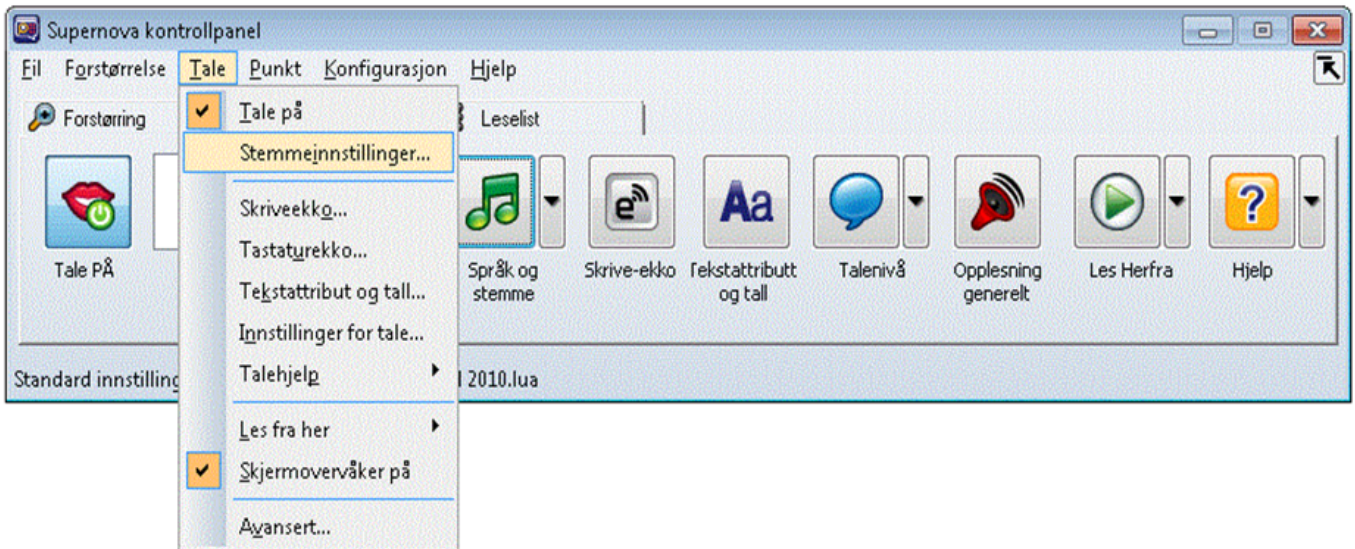 Supernova kontrollpanel
Fil Forstørrelse Tale Punkt Konfigurasjon Hjelp
Forstørring
Leselist
Tale på
Stemmeinnstillinger...
Skriveekko...
Tastaturekko...
Tekstattributt og tall...
Innstillinger for tale...
Talehjelp
Les fra her
Skjermovervåker på
Avansert...
Tale PÅ
Språk og
stemme
Skrive-ekko
Tekstattributt
og tall
Talenivå
Opplesning
generelt
Les Herfra
Hjelp
Standard innstilling
2010.lua